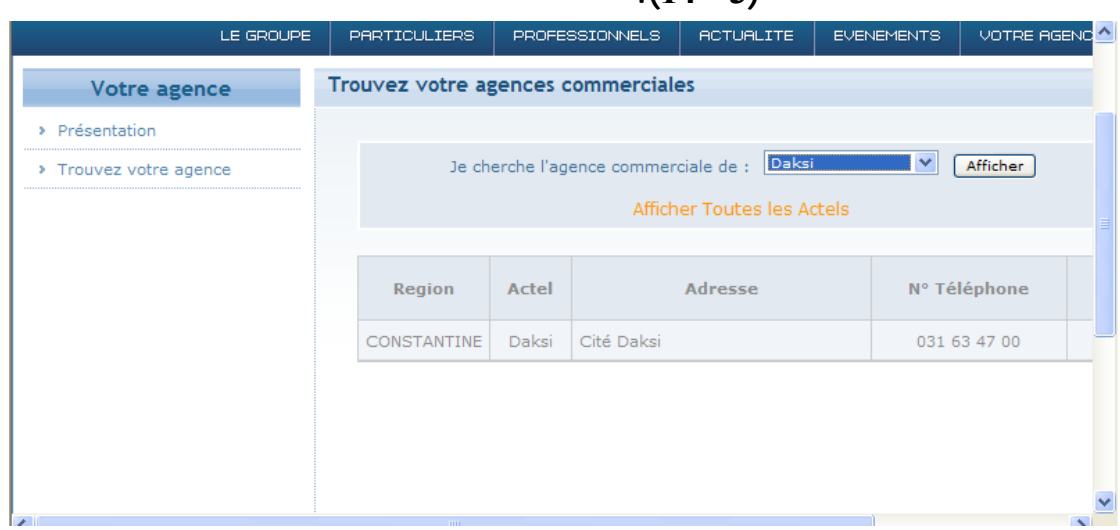 LE GROUPE PARTICULIERS PROFESSIONNELS ACTUALITE EVENEMENTS VOTRE AGENC
Votre agence
Présentation
Trouvez votre agence
Trouvez votre agences commerciales
Je cherche l'agence commerciale de : Daksi Afficher
Afficher Toutes les Actels
Region Actel Adresse N° Téléphone
CONSTANTINE Daksi Cité Daksi 031 63 47 00